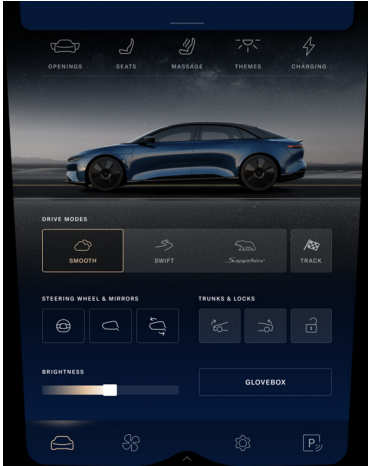 OPENINGS SEATS MASSAGE THEMES CHARGING
DRIVE MODES
SMOOTH SWIFT Sapphire TRACK
STEERING WHEEL & MIRRORS TRUNKS & LOCKS
BRIGHTNESS
GLOVEBOX
P